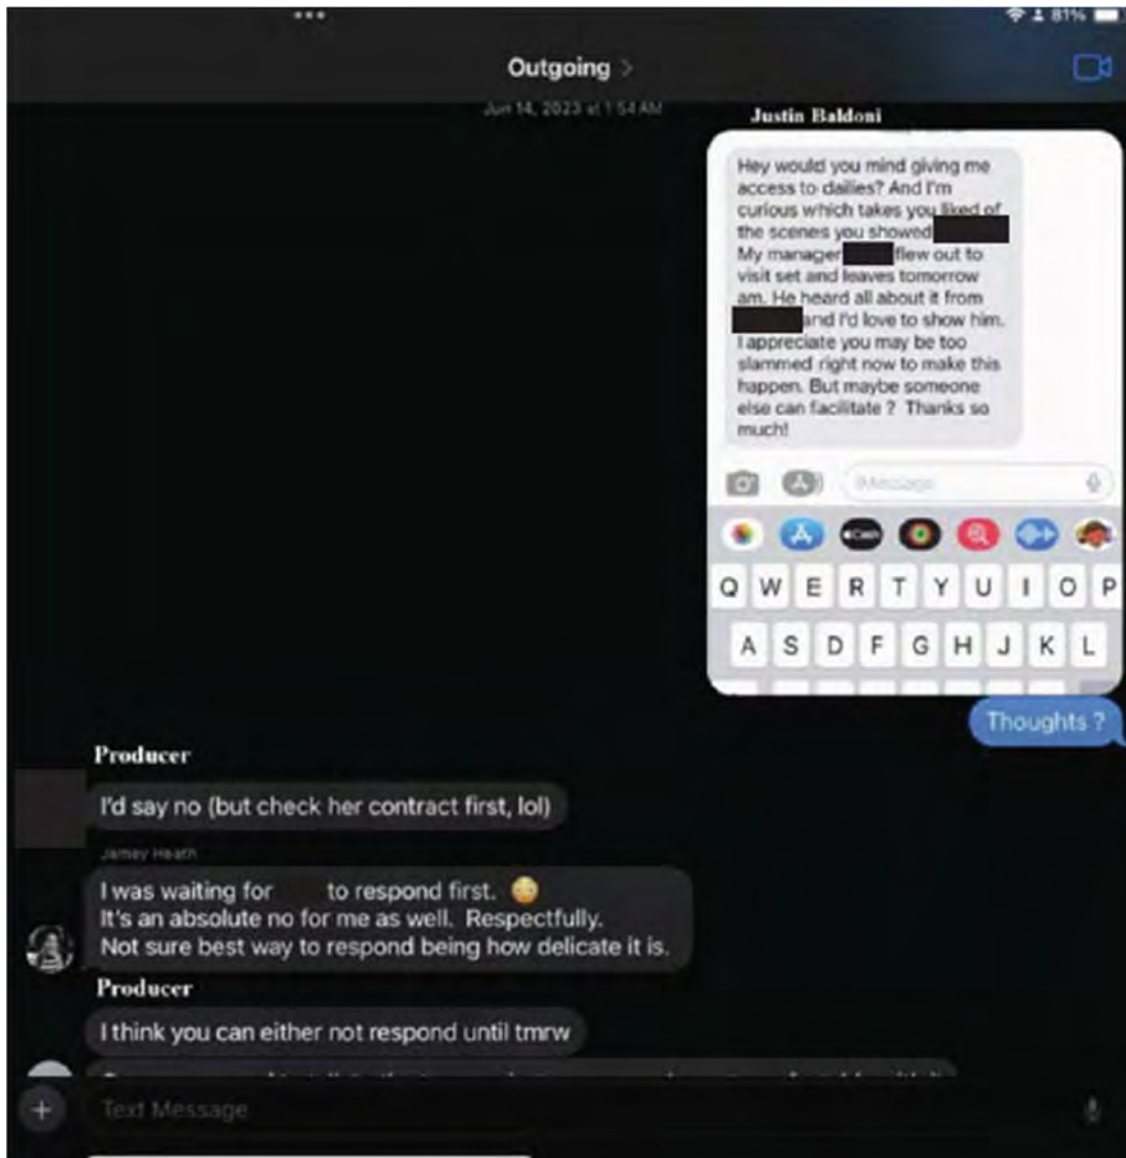 81%
Outgoing >
Jun 14, 2023 at 1:54 AM
Justin Baldoni
Hey would you mind giving me
access to dailies? And I'm
curious which takes you liked of
the scenes you showed
My manager flew out to
visit set and leaves tomorrow
am. He heard all about it from
and I'd love to show him.
I appreciate you may be too
slammed right now to make this
happen. But maybe someone
else can facilitate ? Thanks so
much!
iMessage
Cash
Q W E R T Y U I O P
A S D F G H J K L
Thoughts ?
Producer
I'd say no (but check her contract first, lol)
Jamey Heath
I was waiting for to respond first. 😳
It's an absolute no for me as well. Respectfully.
Not sure best way to respond being how delicate it is.
Producer
I think you can either not respond until tmrw
Text Message